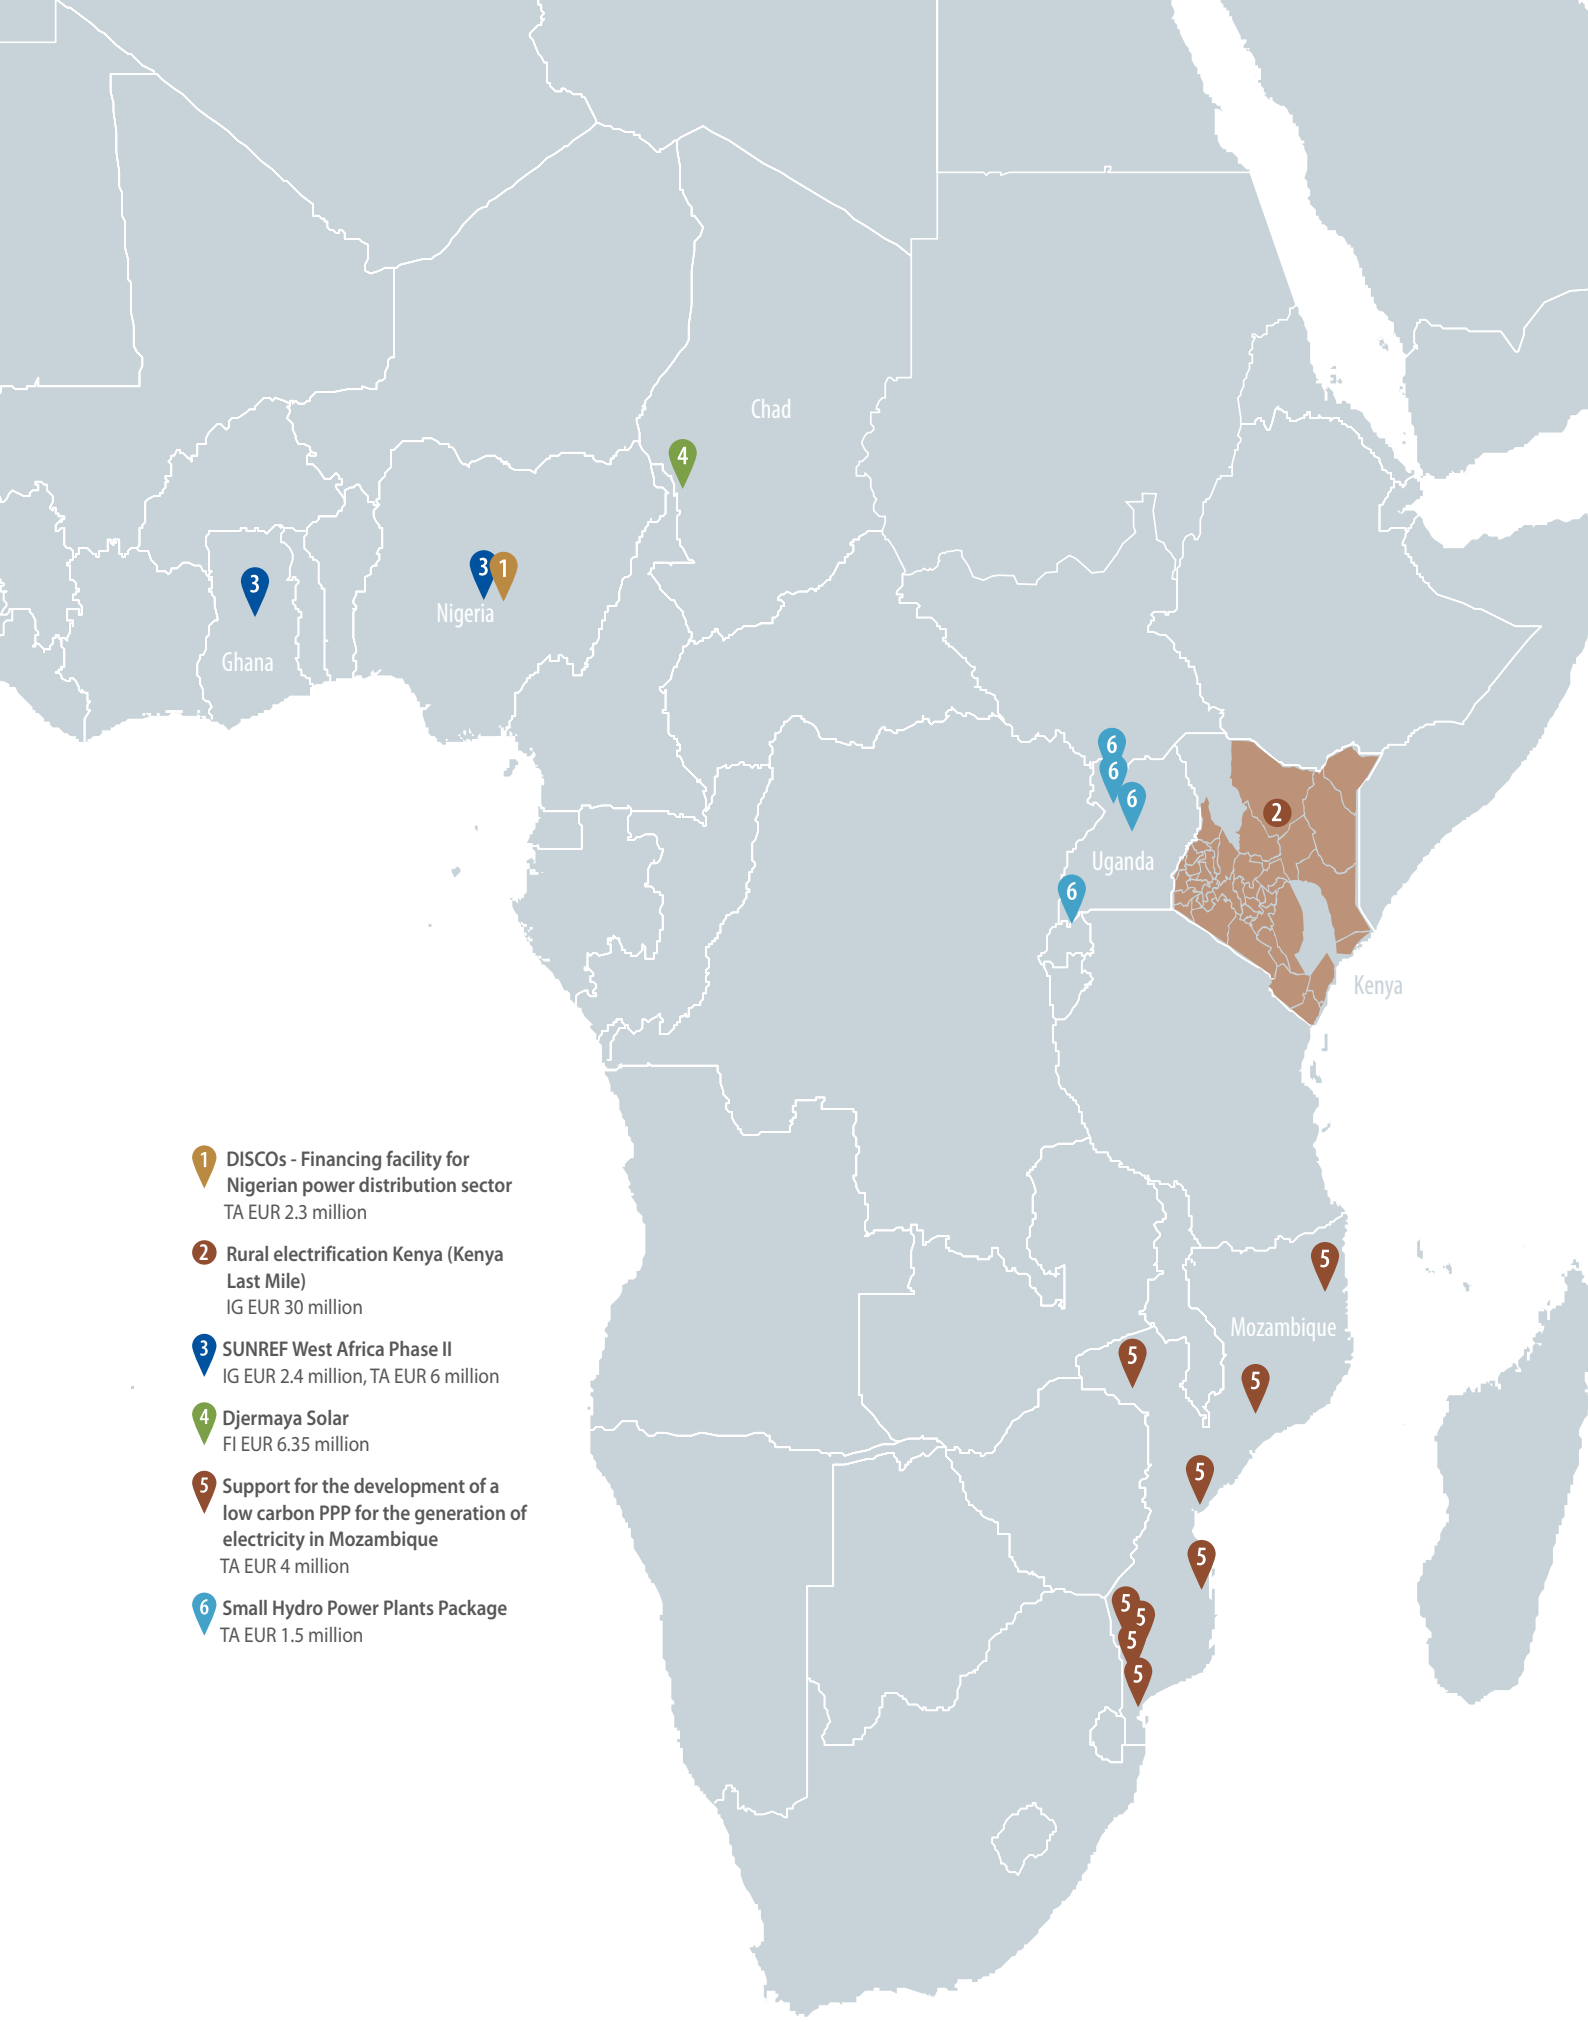 Chad
4
3
3
1
Nigeria
Ghana
6
6
6
2
Uganda
6
Kenya
1 DISCOs - Financing facility for
Nigerian power distribution sector
TA EUR 2.3 million
2 Rural electrification Kenya (Kenya
Last Mile)
IG EUR 30 million
3 SUNREF West Africa Phase II
IG EUR 2.4 million, TA EUR 6 million
4 Djermaya Solar
FI EUR 6.35 million
5 Support for the development of a
low carbon PPP for the generation of
electricity in Mozambique
TA EUR 4 million
6 Small Hydro Power Plants Package
TA EUR 1.5 million
5
Mozambique
5
5
5
5
5
5
5
5